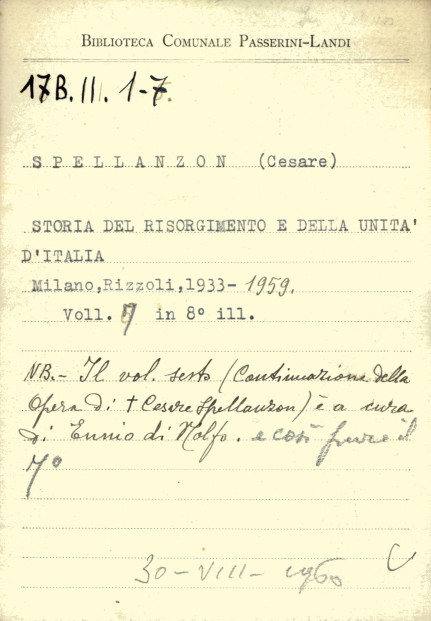 BIBLIOTECA COMUNALE PASSERINI-LANDI
17B.III. 1-7.
SPELLANZON (Cesare)
STORIA DEL RISORGIMENTO E DELLA UNITA'
D'ITALIA
Milano,Rizzoli,1933-1959.
Voll. 7 in 8° ill.
NB.- Il vol. sesto (Continuazione della
Opera di † Cesare Spellanzon) è a cura
di Ennio di Nolfo. e così pure il
7°
30-VIII-1960